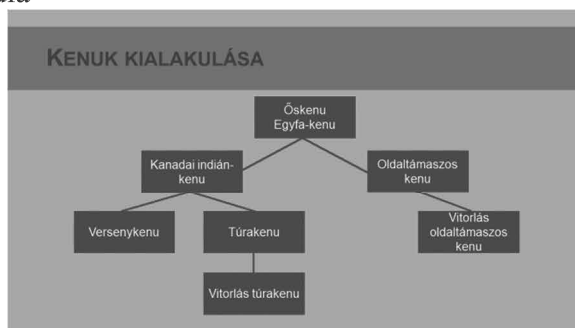 KENUK KIALAKULÁSA
Őskenu
Egyfa-kenu
Kanadai indián-
kenu
Oldaltámaszos
kenu
Versenykenu
Túrakenu
Vitorlás
oldaltámaszos
kenu
Vitorlás túrakenu